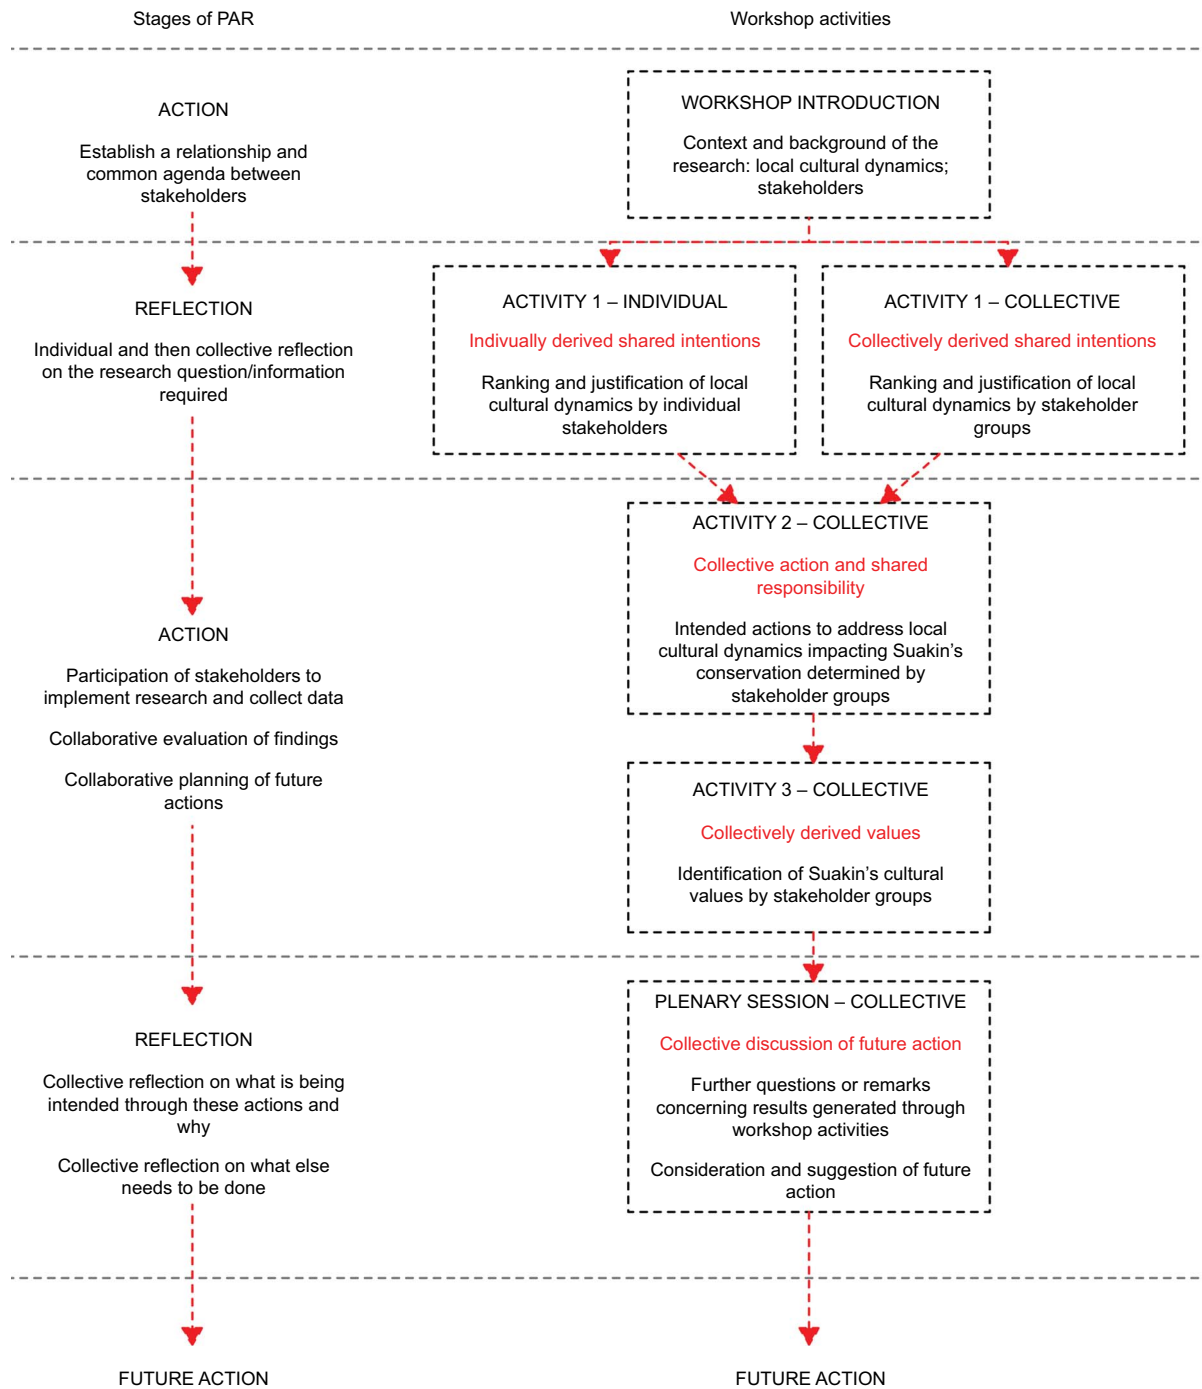 Stages of PAR
Workshop activities
ACTION
Establish a relationship and
common agenda between
stakeholders
WORKSHOP INTRODUCTION
Context and background of the
research: local cultural dynamics;
stakeholders
REFLECTION
Individual and then collective reflection
on the research question/information
required
ACTIVITY 1 – INDIVIDUAL
Indivually derived shared intentions
Ranking and justification of local
cultural dynamics by individual
stakeholders
ACTIVITY 1 – COLLECTIVE
Collectively derived shared intentions
Ranking and justification of local
cultural dynamics by stakeholder
groups
ACTION
Participation of stakeholders to
implement research and collect data
Collaborative evaluation of findings
Collaborative planning of future
actions
ACTIVITY 2 – COLLECTIVE
Collective action and shared
responsibility
Intended actions to address local
cultural dynamics impacting Suakin’s
conservation determined by
stakeholder groups
ACTIVITY 3 – COLLECTIVE
Collectively derived values
Identification of Suakin’s cultural
values by stakeholder groups
REFLECTION
Collective reflection on what is being
intended through these actions and
why
Collective reflection on what else
needs to be done
PLENARY SESSION – COLLECTIVE
Collective discussion of future action
Further questions or remarks
concerning results generated through
workshop activities
Consideration and suggestion of future
action
FUTURE ACTION
FUTURE ACTION